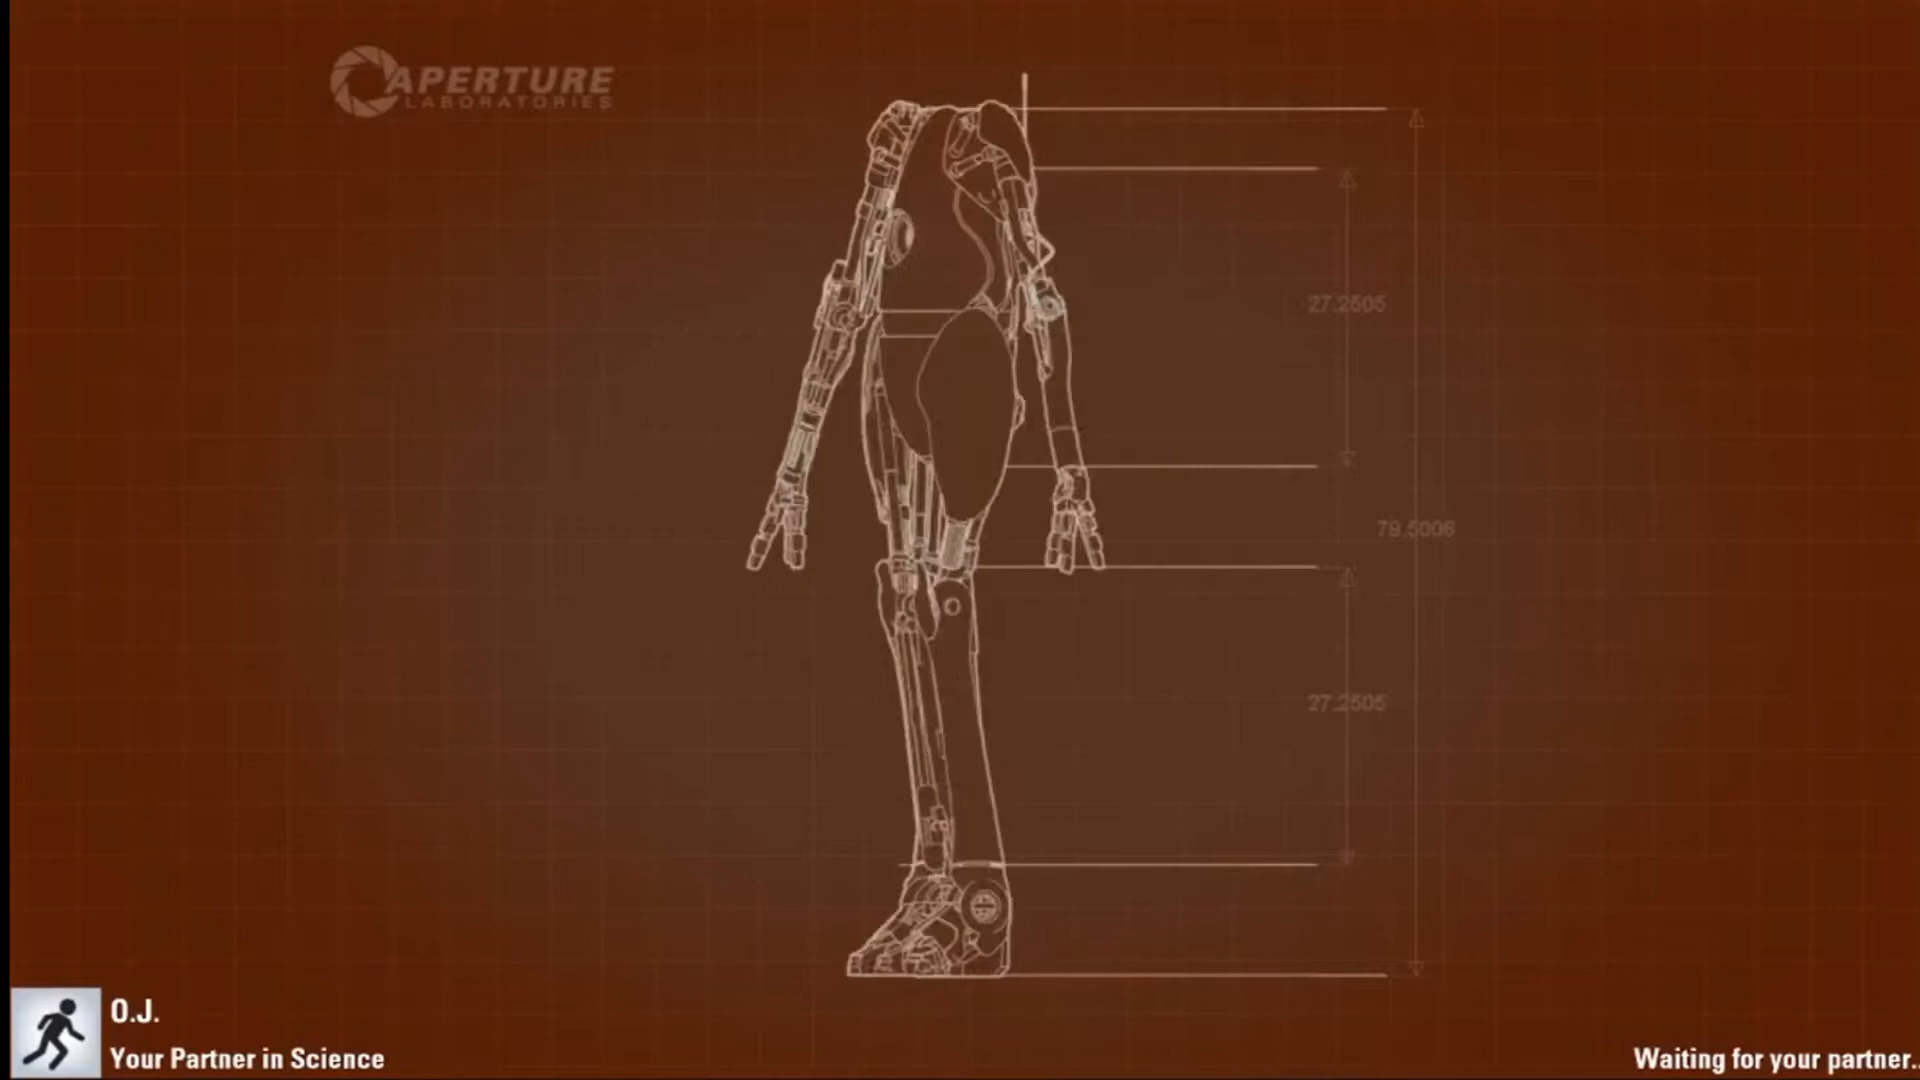 APERTURE
LABORATORIES
27.2505
79.5006
27.2505
O.J.
Your Partner in Science
Waiting for your partner..